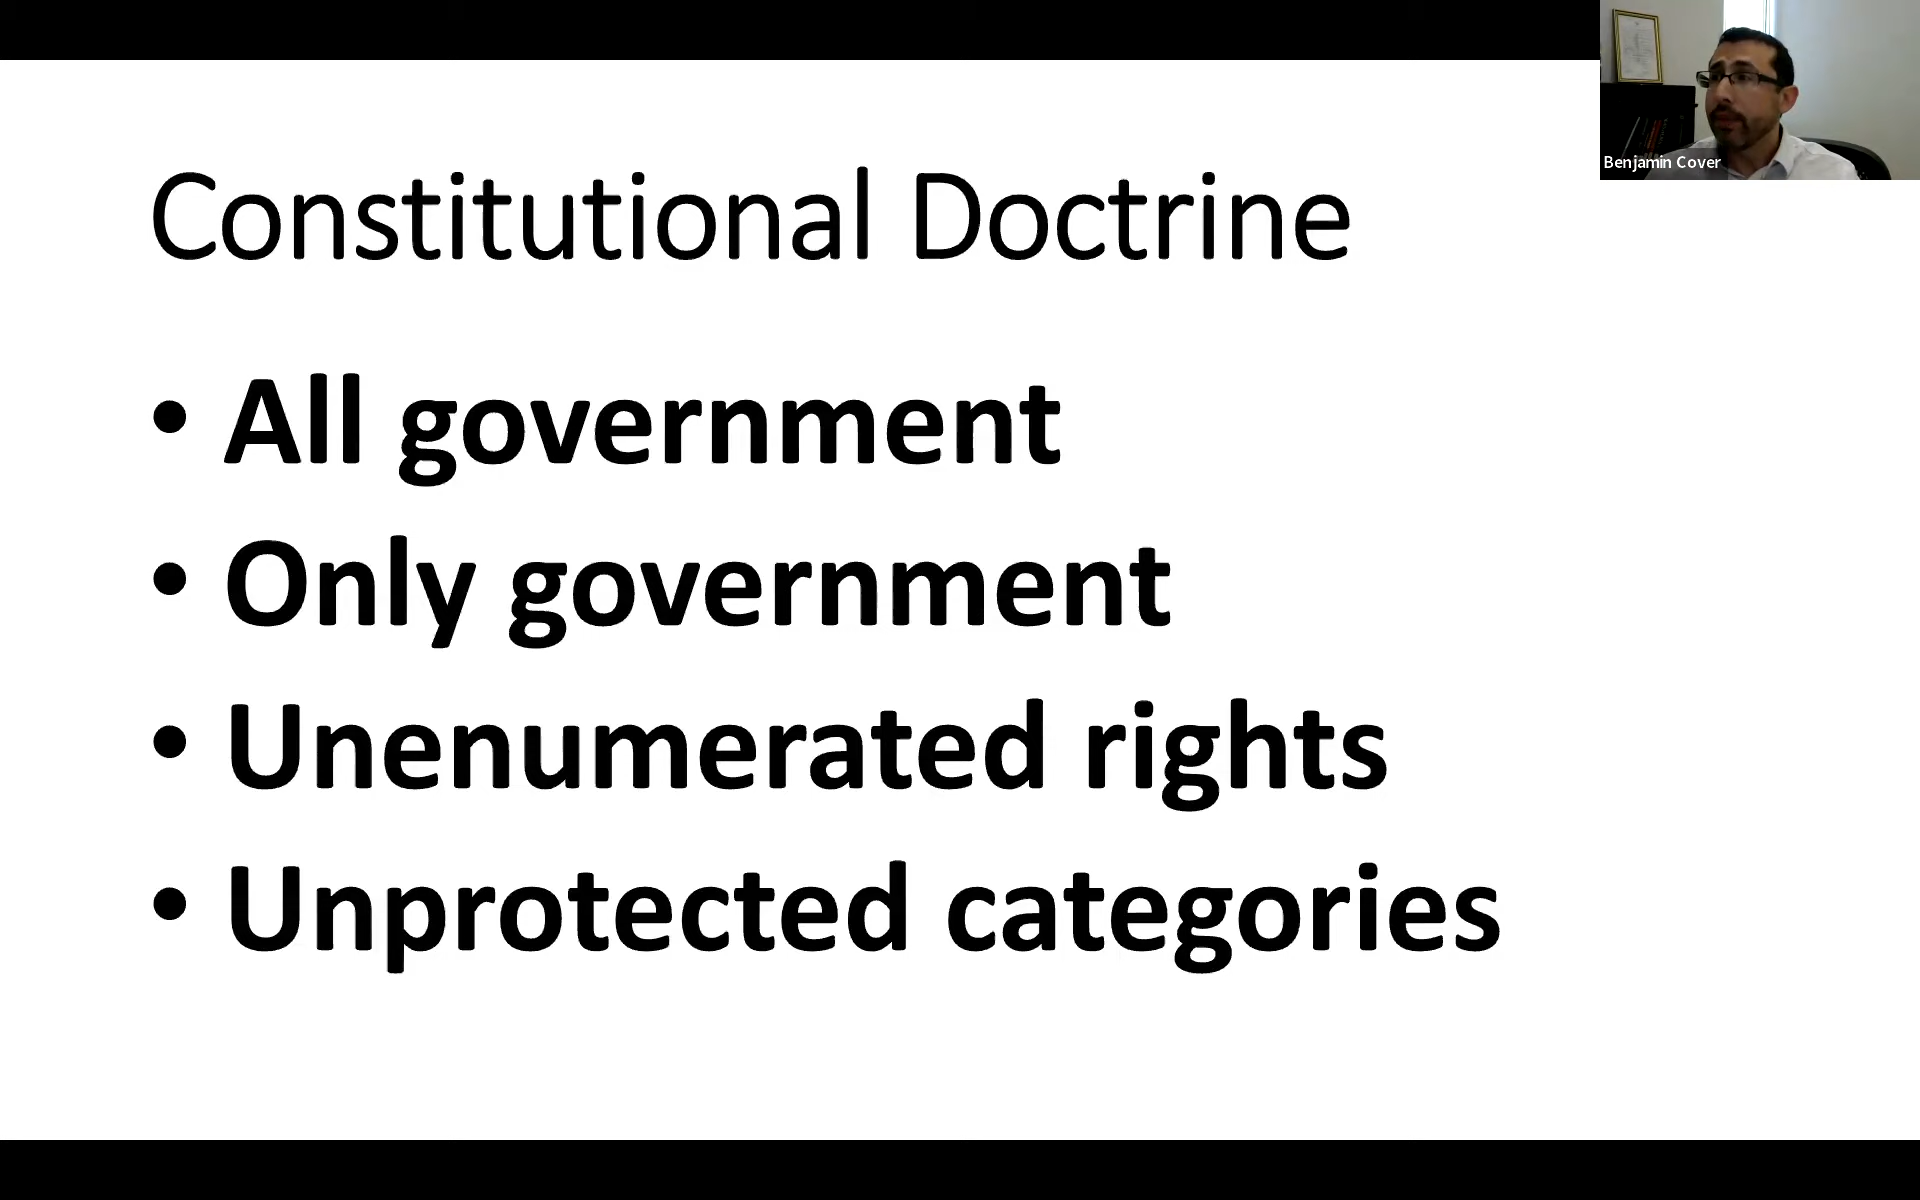 Constitutional Doctrine
• All government
• Only government
• Unenumerated rights
• Unprotected categories
Benjamin Cover